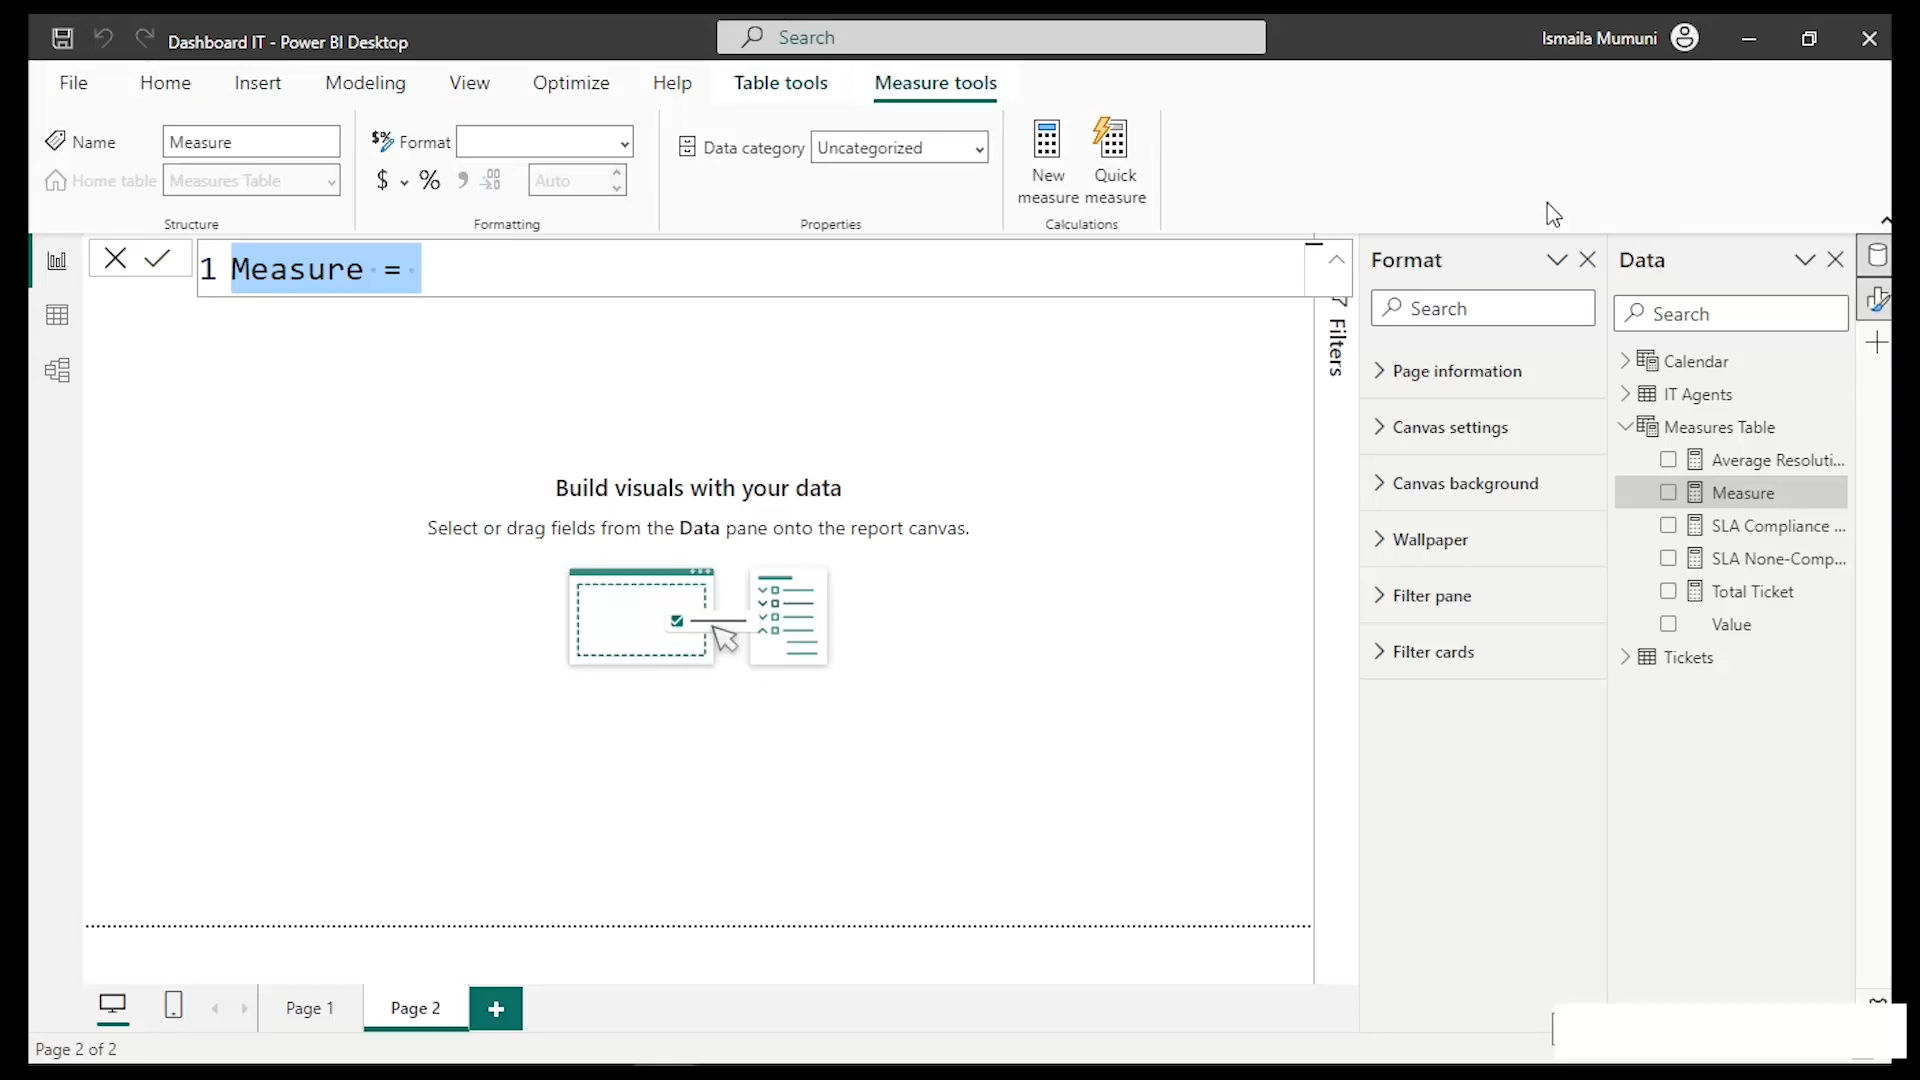 Dashboard IT - Power BI Desktop
Search
Ismaila Mumuni
File
Home
Insert
Modeling
View
Optimize
Help
Table tools
Measure tools
Name
Measure
Home table
Measures Table
Structure
Format
$
%
Auto
Formatting
Data category
Uncategorized
Properties
New measure
Quick measure
Calculations
1 Measure =
Filters
Build visuals with your data
Select or drag fields from the Data pane onto the report canvas.
Format
Search
Page information
Canvas settings
Canvas background
Wallpaper
Filter pane
Filter cards
Data
Search
Calendar
IT Agents
Measures Table
Average Resoluti...
Measure
SLA Compliance ...
SLA None-Comp...
Total Ticket
Value
Tickets
Page 1
Page 2
Page 2 of 2